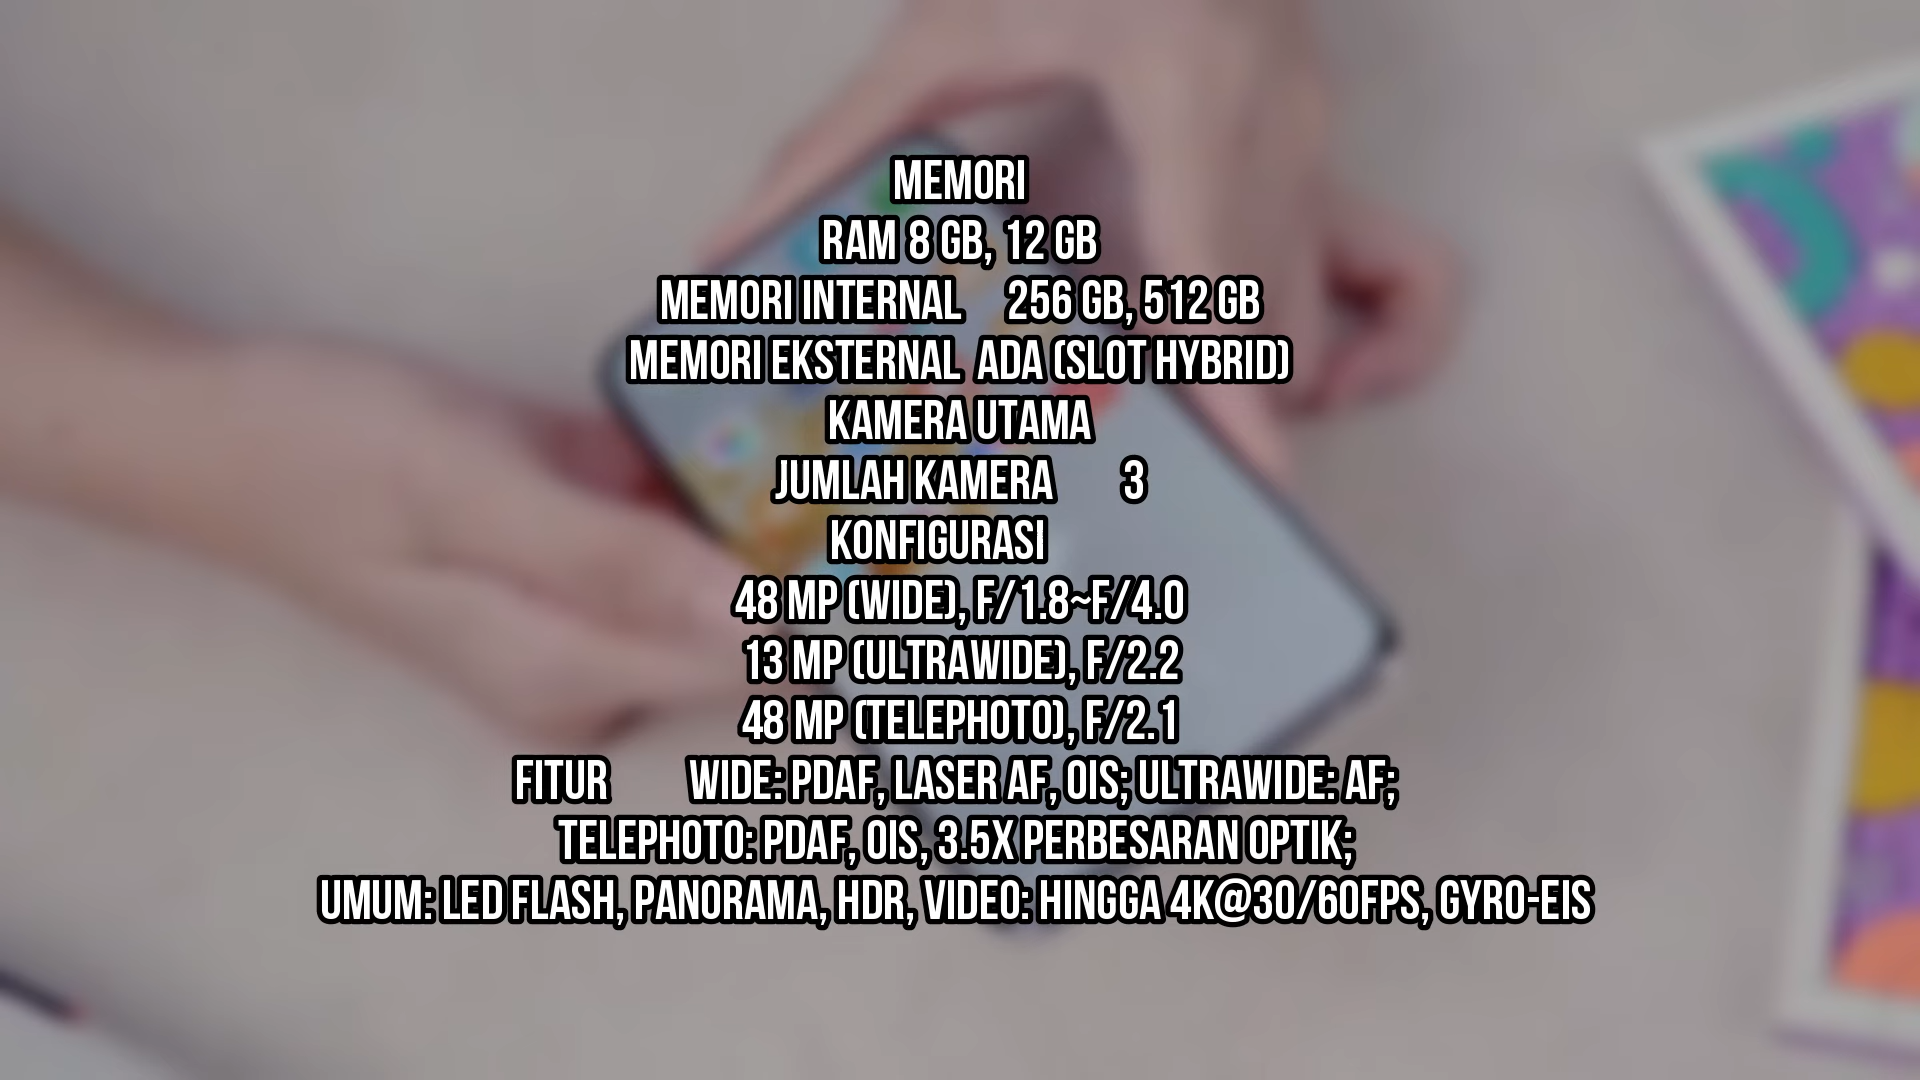 MEMORI
RAM 8 GB, 12 GB
MEMORI INTERNAL 256 GB, 512 GB
MEMORI EKSTERNAL ADA (SLOT HYBRID)
KAMERA UTAMA
JUMLAH KAMERA 3
KONFIGURASI
48 MP (WIDE), F/1.8~F/4.0
13 MP (ULTRAWIDE), F/2.2
48 MP (TELEPHOTO), F/2.1
FITUR WIDE: PDAF, LASER AF, OIS; ULTRAWIDE: AF;
TELEPHOTO: PDAF, OIS, 3.5X PERBESARAN OPTIK;
UMUM: LED FLASH, PANORAMA, HDR, VIDEO: HINGGA 4K@30/60FPS, GYRO-EIS